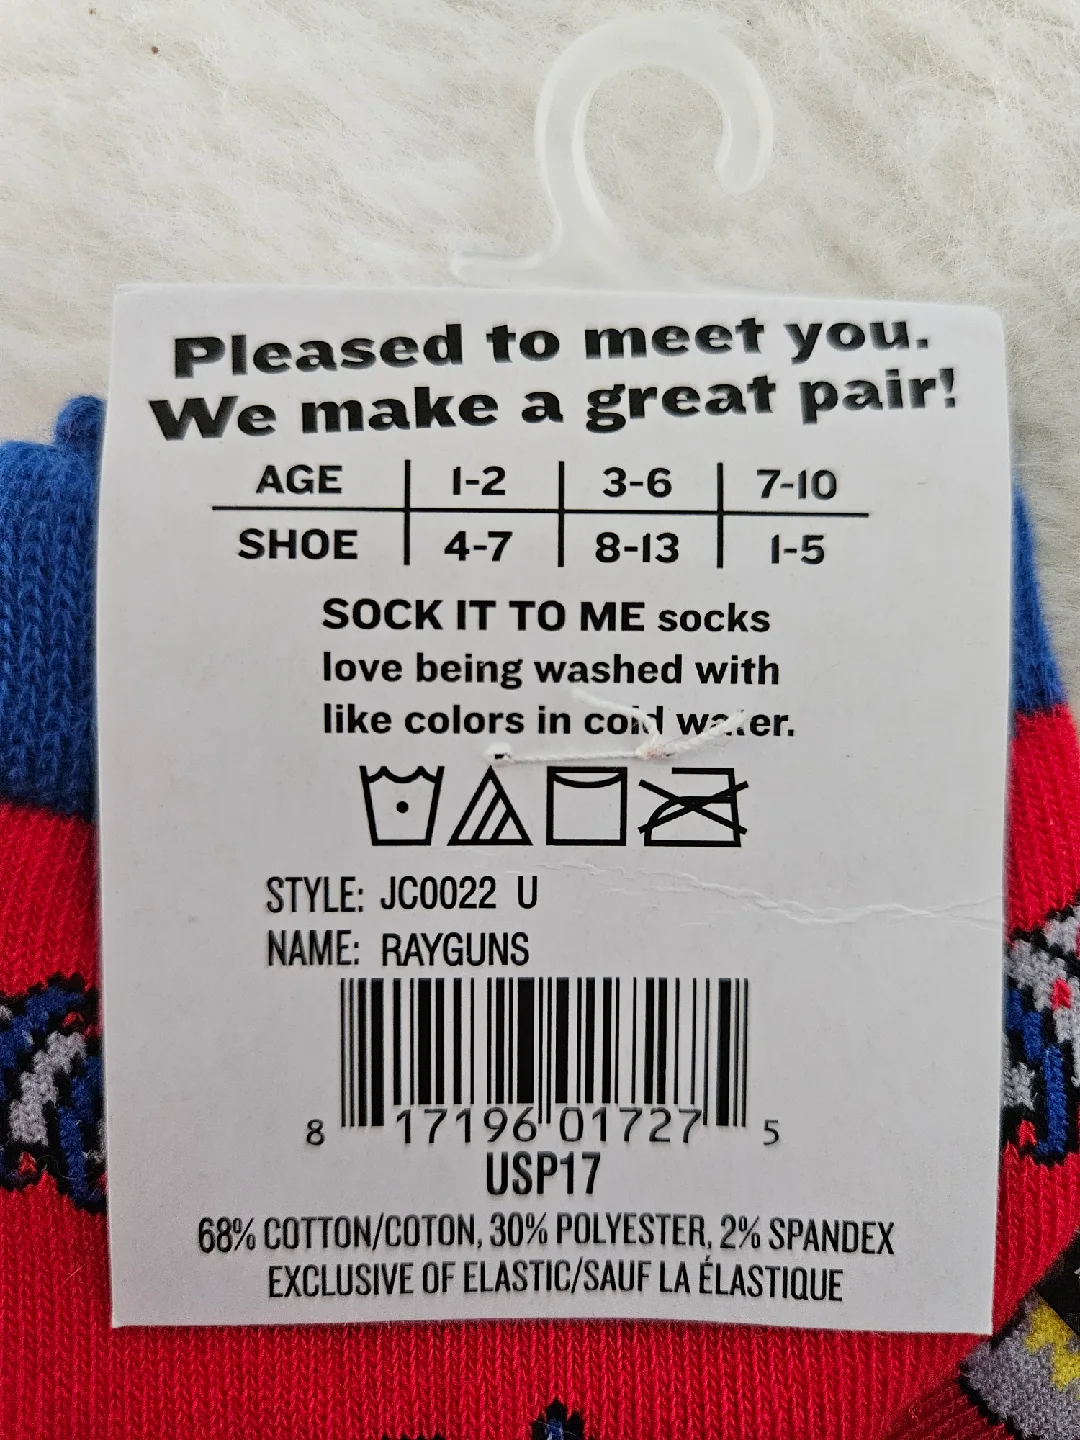 Pleased to meet you.
We make a great pair!
AGE 1-2 3-6 7-10
SHOE 4-7 8-13 1-5
SOCK IT TO ME socks
love being washed with
like colors in cold water.
STYLE: JC0022 U
NAME: RAYGUNS
8 17196 01727 5
USP17
68% COTTON/COTON, 30% POLYESTER, 2% SPANDEX
EXCLUSIVE OF ELASTIC/SAUF LA ÉLASTIQUE